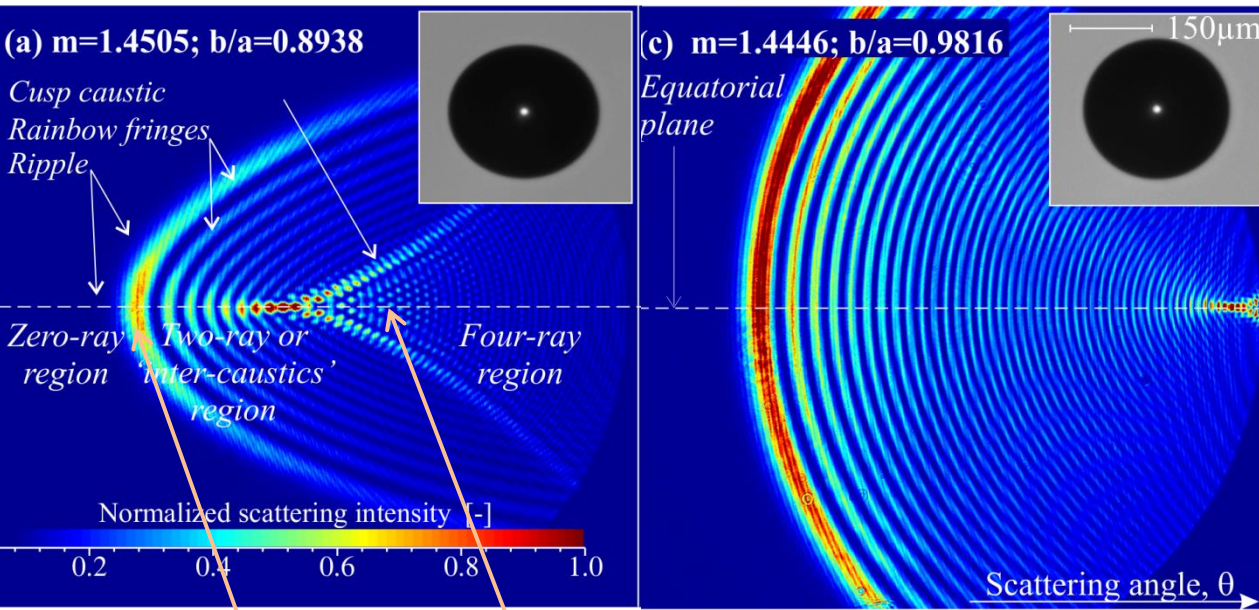 (a) m=1.4505; b/a=0.8938
Cusp caustic
Rainbow fringes
Ripple
Zero-ray
region
Two-ray or
‘inter-caustics’
region
Four-ray
region
Normalized scattering intensity [-]
0.2 0.4 0.6 0.8 1.0
(c) m=1.4446; b/a=0.9816
150µm
Equatorial
plane
Scattering angle, θ